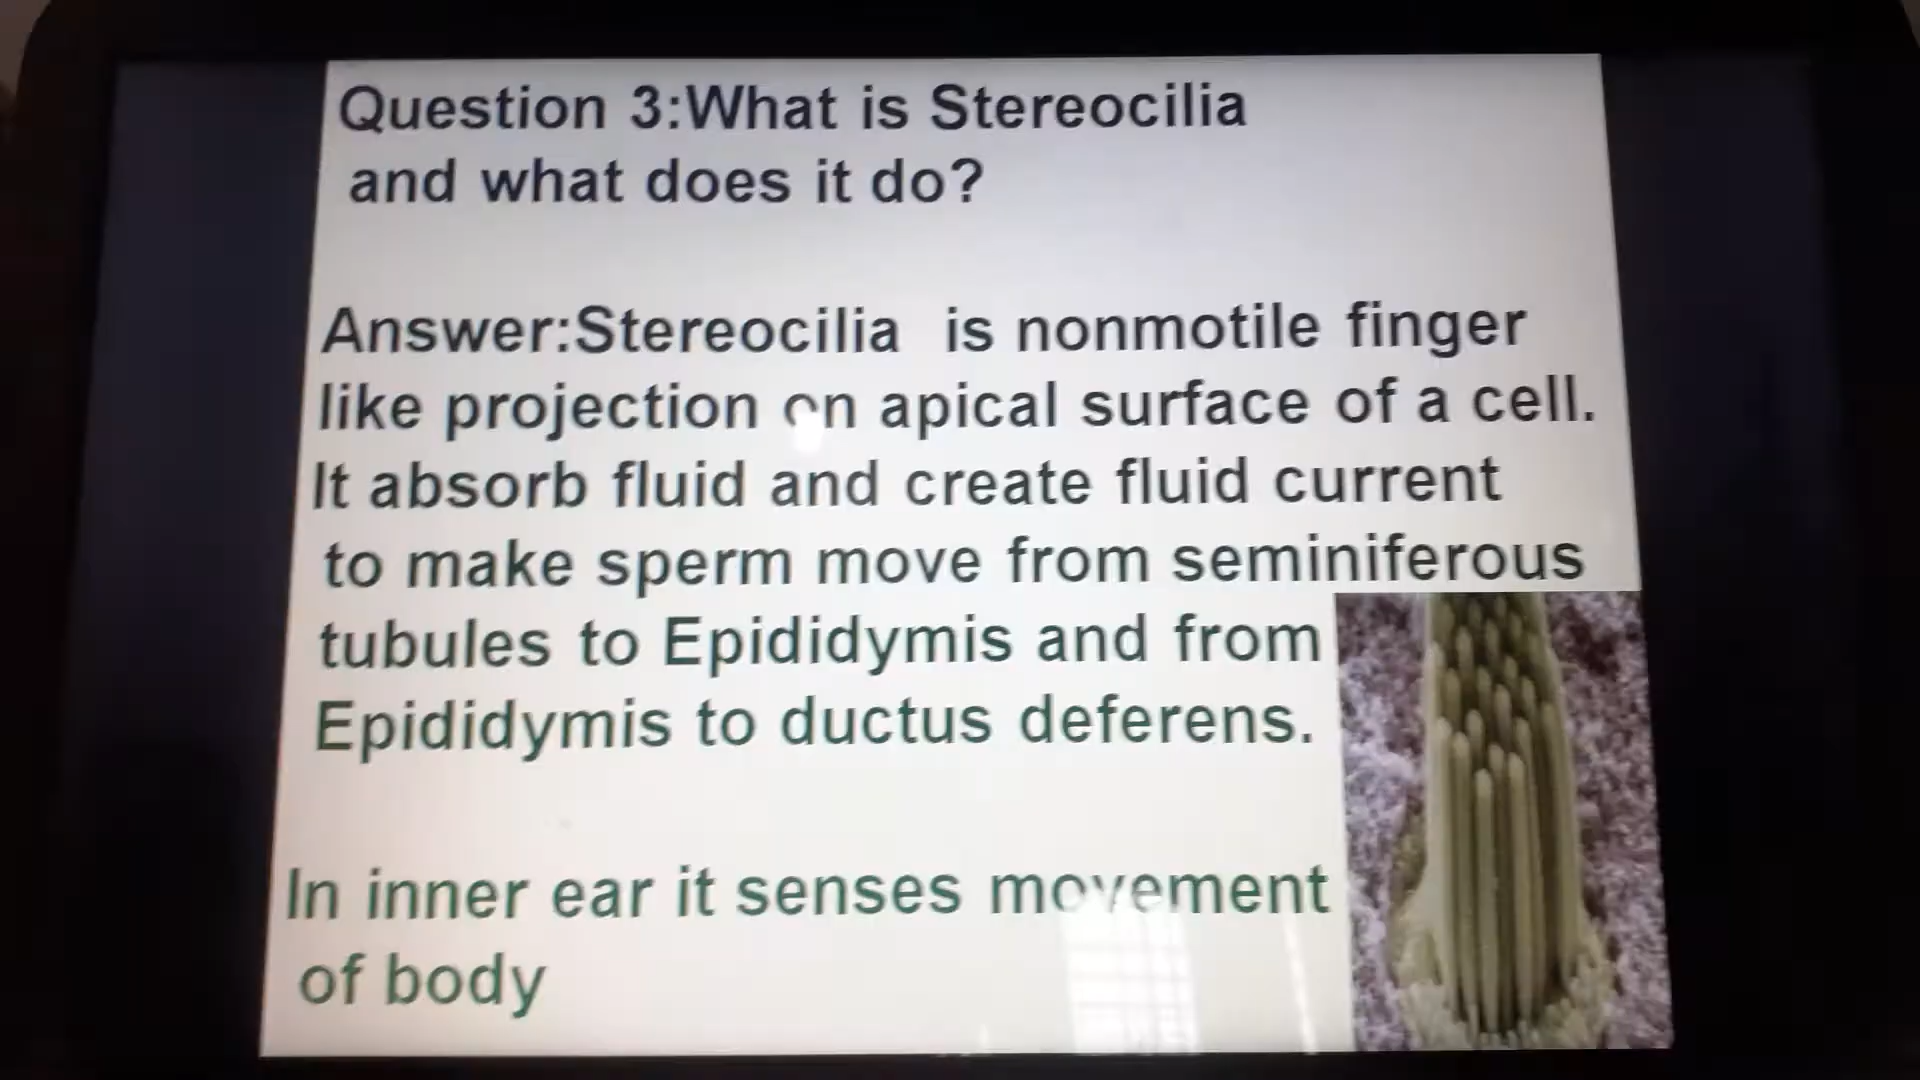 Question 3:What is Stereocilia
and what does it do?
Answer:Stereocilia is nonmotile finger
like projection on apical surface of a cell.
It absorb fluid and create fluid current
to make sperm move from seminiferous
tubules to Epididymis and from
Epididymis to ductus deferens.
In inner ear it senses movement
of body